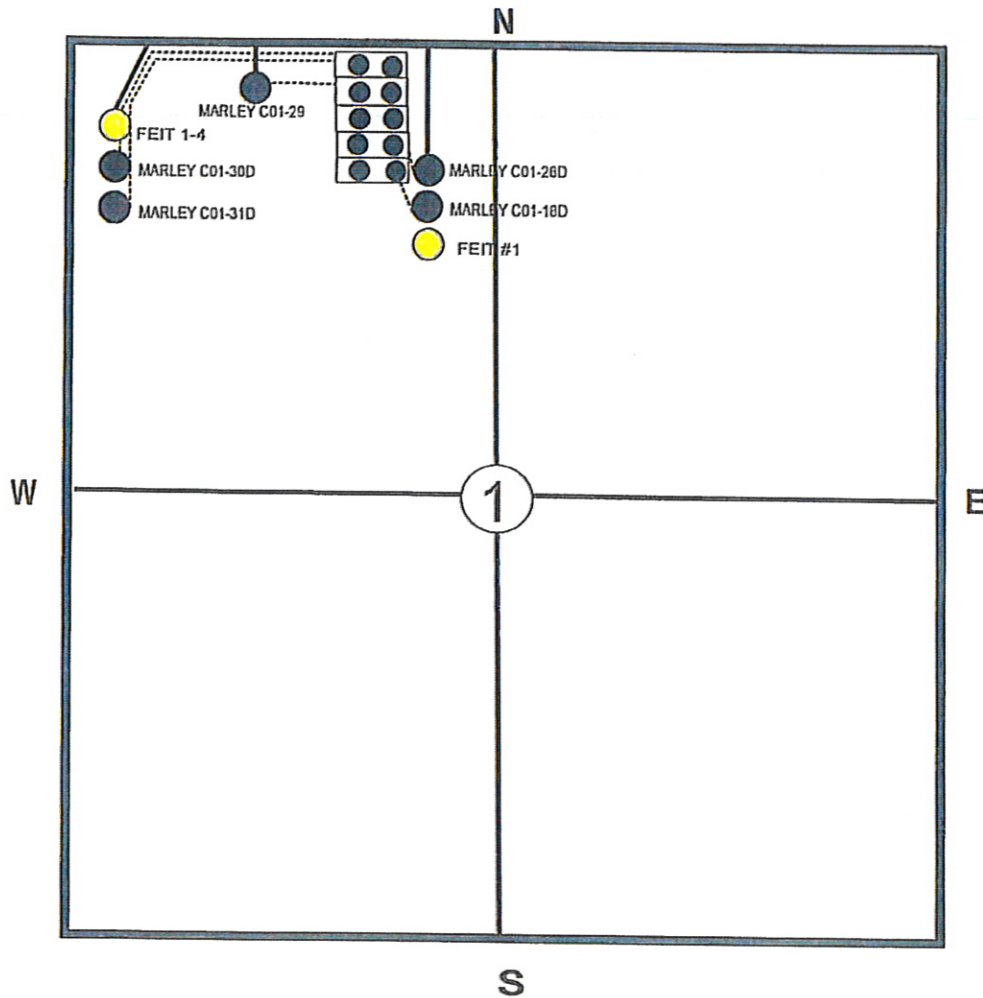 N
MARLEY C01-29
FEIT 1-4
MARLEY C01-30D
MARLEY C01-26D
MARLEY C01-31D
MARLEY C01-18D
FEIT #1
W
1
E
S